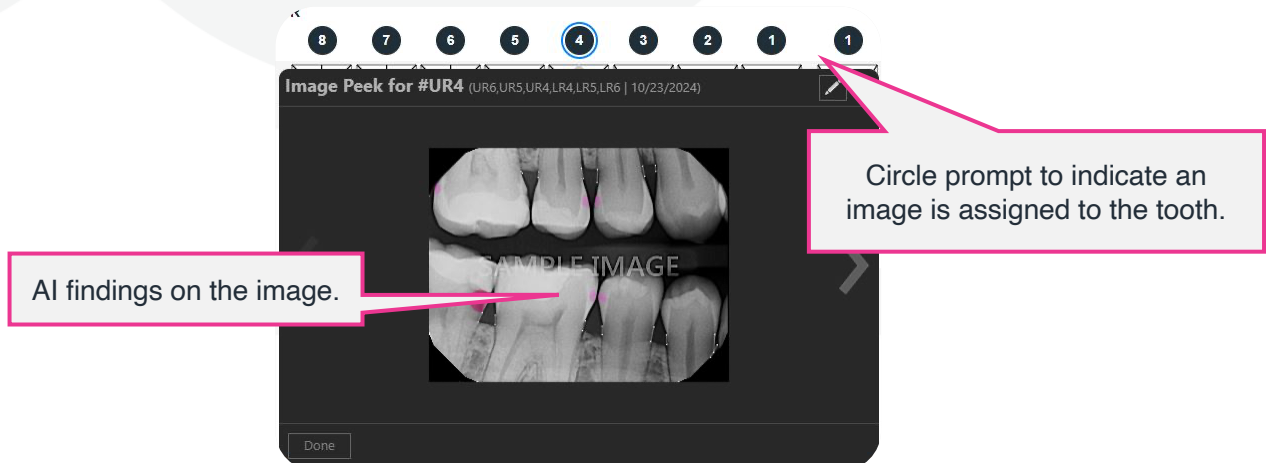 R
8 7 6 5 4 3 2 1 1
Image Peek for #UR4 (UR6,UR5,UR4,LR4,LR5,LR6 | 10/23/2024)
Circle prompt to indicate an
image is assigned to the tooth.
SAMPLE IMAGE
AI findings on the image.
Done